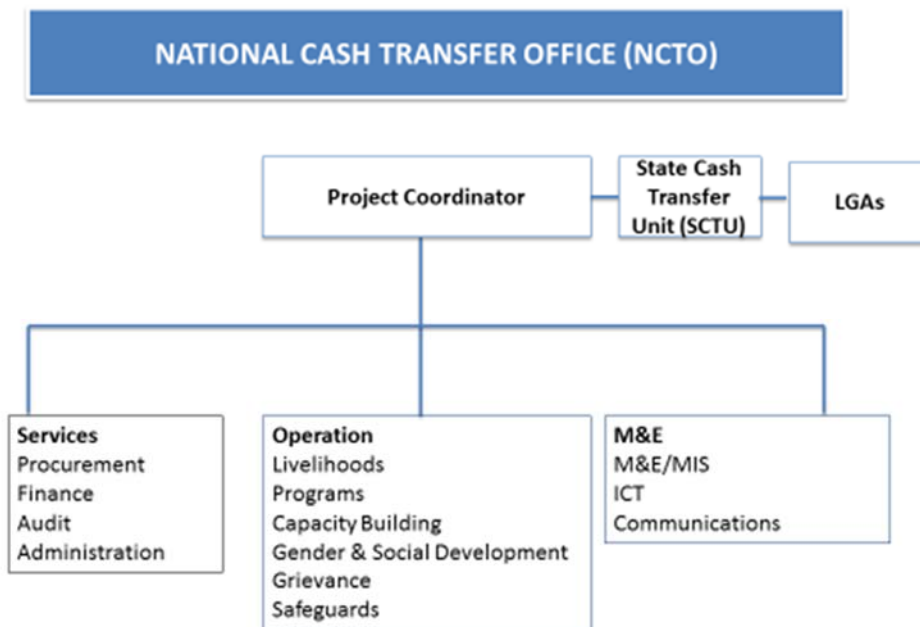 NATIONAL CASH TRANSFER OFFICE (NCTO)
Project Coordinator
State Cash
Transfer
Unit (SCTU)
LGAs
Services
Procurement
Finance
Audit
Administration
Operation
Livelihoods
Programs
Capacity Building
Gender & Social Development
Grievance
Safeguards
M&E
M&E/MIS
ICT
Communications